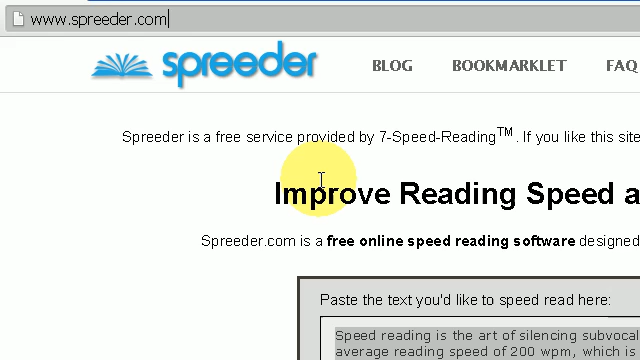 www.spreeder.com
spreeder BLOG BOOKMARKLET FAQ
Spreeder is a free service provided by 7-Speed-Reading™. If you like this site
Improve Reading Speed a
Spreeder.com is a free online speed reading software designed
Paste the text you'd like to speed read here:
Speed reading is the art of silencing subvocal
average reading speed of 200 wpm, which is